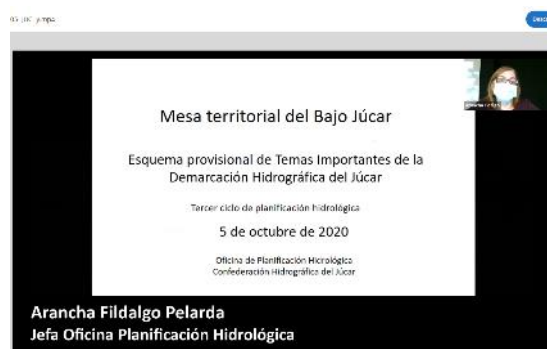 Mesa territorial del Bajo Júcar
Esquema provisional de Temas Importantes de la
Demarcación Hidrográfica del Júcar
Tercer ciclo de planificación hidrológica
5 de octubre de 2020
Oficina de Planificación Hidrológica
Confederación Hidrográfica del Júcar
Arancha Fildalgo Pelarda
Jefa Oficina Planificación Hidrológica